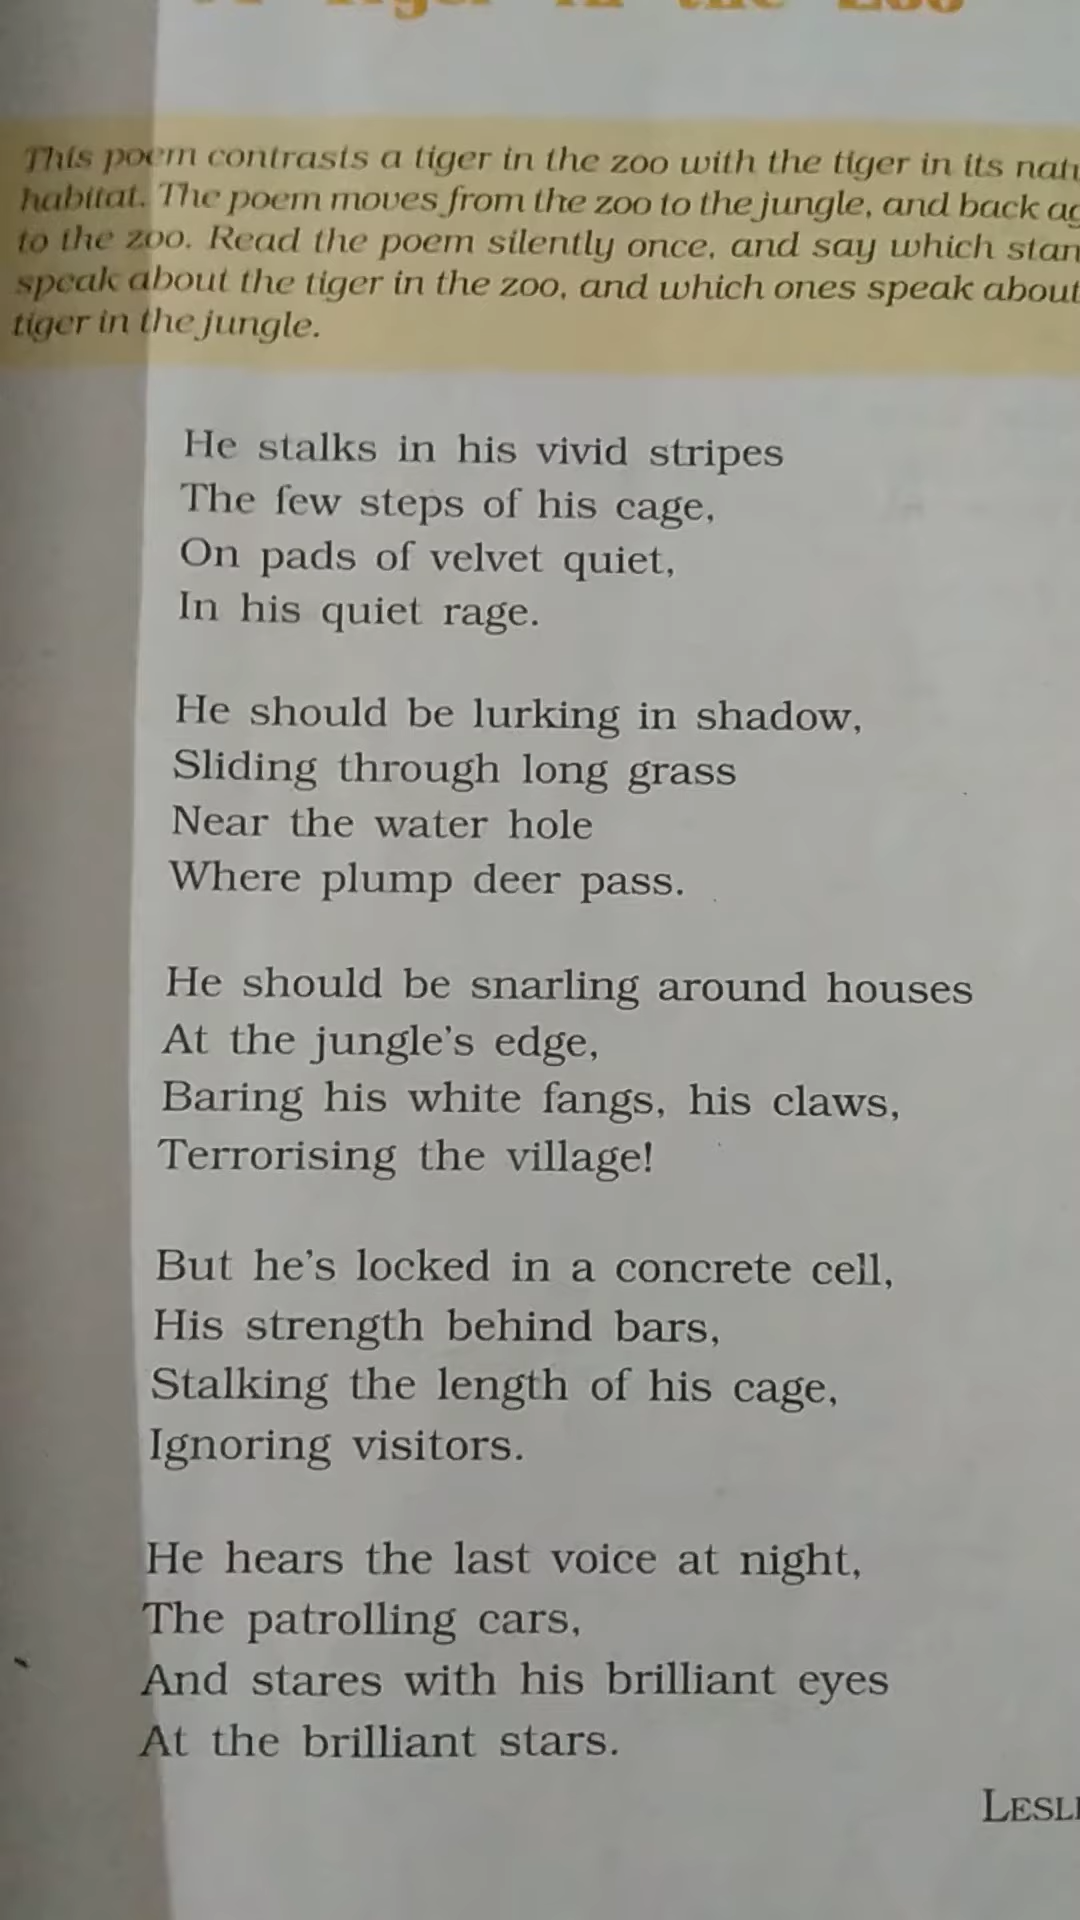 A Tiger in the Zoo
This poem contrasts a tiger in the zoo with the tiger in its
habitat. The poem moves from the zoo to the jungle, and back
to the zoo. Read the poem silently once, and say which
speak about the tiger in the zoo, and which ones speak about
tiger in the jungle.
He stalks in his vivid stripes
The few steps of his cage,
On pads of velvet quiet,
In his quiet rage.
He should be lurking in shadow,
Sliding through long grass
Near the water hole
Where plump deer pass.
He should be snarling around houses
At the jungle's edge,
Baring his white fangs, his claws,
Terrorising the village!
But he's locked in a concrete cell,
His strength behind bars,
Stalking the length of his cage,
Ignoring visitors.
He hears the last voice at night,
The patrolling cars,
And stares with his brilliant eyes
At the brilliant stars.